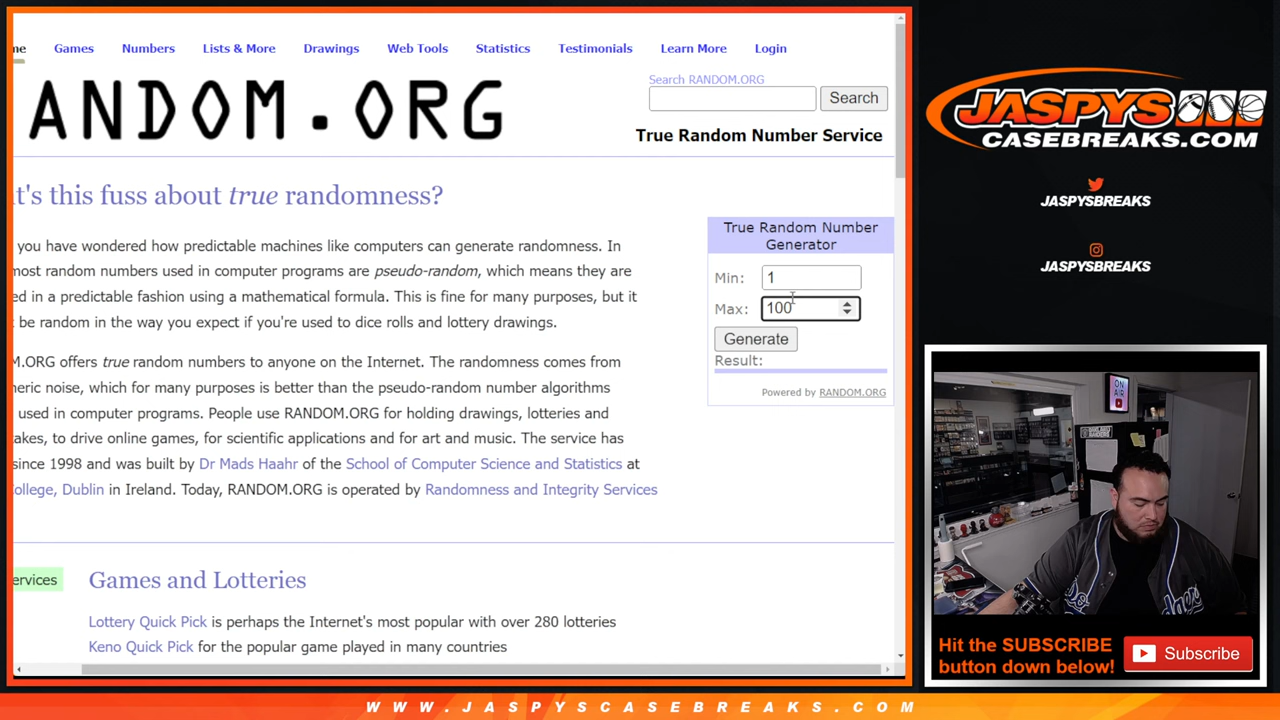 me Games Numbers Lists & More Drawings Web Tools Statistics Testimonials Learn More Login
ANDOM.ORG
Search RANDOM.ORG
Search
True Random Number Service
t's this fuss about true randomness?
you have wondered how predictable machines like computers can generate randomness. In
most random numbers used in computer programs are pseudo-random, which means they are
ed in a predictable fashion using a mathematical formula. This is fine for many purposes, but it
be random in the way you expect if you're used to dice rolls and lottery drawings.
M.ORG offers true random numbers to anyone on the Internet. The randomness comes from
heric noise, which for many purposes is better than the pseudo-random number algorithms
used in computer programs. People use RANDOM.ORG for holding drawings, lotteries and
akes, to drive online games, for scientific applications and for art and music. The service has
since 1998 and was built by Dr Mads Haahr of the School of Computer Science and Statistics at
ollege, Dublin in Ireland. Today, RANDOM.ORG is operated by Randomness and Integrity Services
True Random Number
Generator
Min: 1
Max: 100
Generate
Result:
Powered by RANDOM.ORG
ervices
Games and Lotteries
Lottery Quick Pick is perhaps the Internet's most popular with over 280 lotteries
Keno Quick Pick for the popular game played in many countries
JASPYS
CASEBREAKS.COM
JASPYSBREAKS
JASPYSBREAKS
ON
AIR
Hit the SUBSCRIBE
button down below!
Subscribe
WWW.JASPYSCASEBREAKS.COM